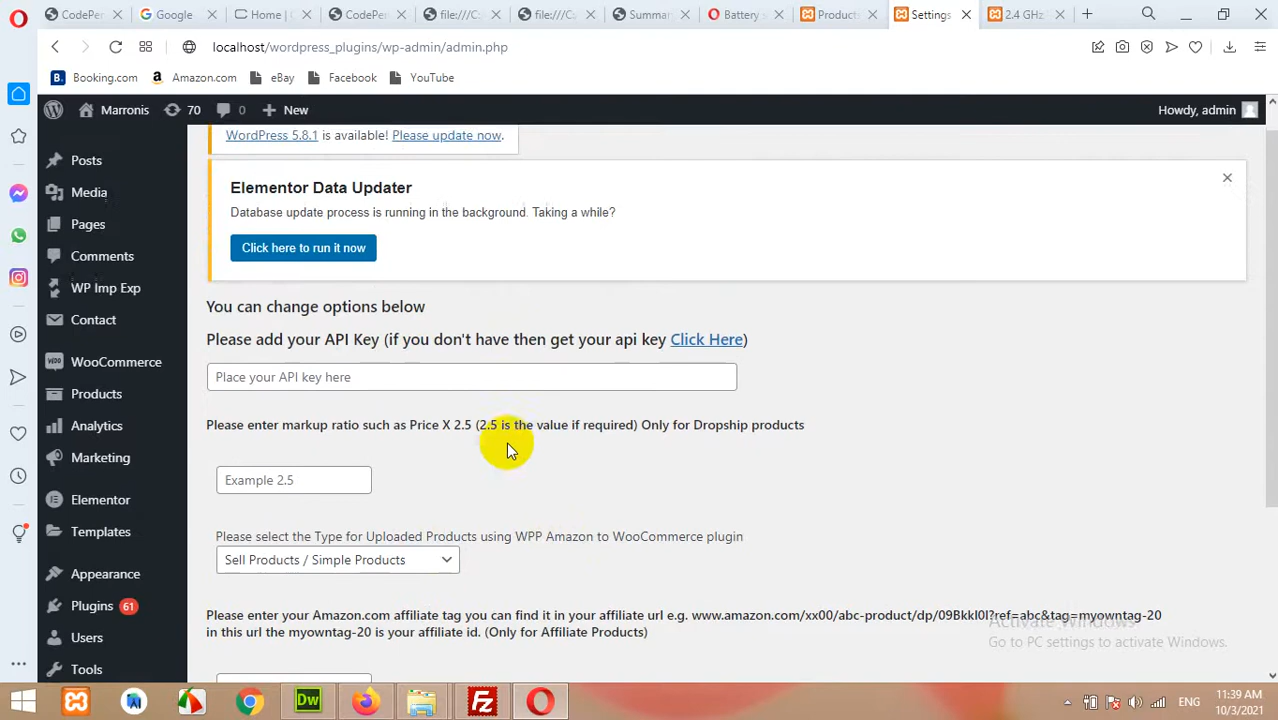 CodePer
Google
Home | (
CodePer
file:///C:
file:///C:
Summar
Battery s
Products
Settings
2.4 GHz
localhost/wordpress_plugins/wp-admin/admin.php
B. Booking.com
a Amazon.com
eBay
Facebook
YouTube
Marronis
70
0
New
Howdy, admin
Posts
Media
Pages
Comments
WP Imp Exp
Contact
WooCommerce
Products
Analytics
Marketing
Elementor
Templates
Appearance
Plugins 61
Users
Tools
WordPress 5.8.1 is available! Please update now.
Elementor Data Updater
Database update process is running in the background. Taking a while?
Click here to run it now
You can change options below
Please add your API Key (if you don't have then get your api key Click Here)
Place your API key here
Please enter markup ratio such as Price X 2.5 (2.5 is the value if required) Only for Dropship products
Example 2.5
Please select the Type for Uploaded Products using WPP Amazon to WooCommerce plugin
Sell Products / Simple Products
Please enter your Amazon.com affiliate tag you can find it in your affiliate url e.g. www.amazon.com/xx00/abc-product/dp/09Bkkl0l?ref=abc&tag=myowntag-20
in this url the myowntag-20 is your affiliate id. (Only for Affiliate Products)
Activate Windows
Go to PC settings to activate Windows.
Dw
Fz
ENG
11:39 AM
10/3/2021